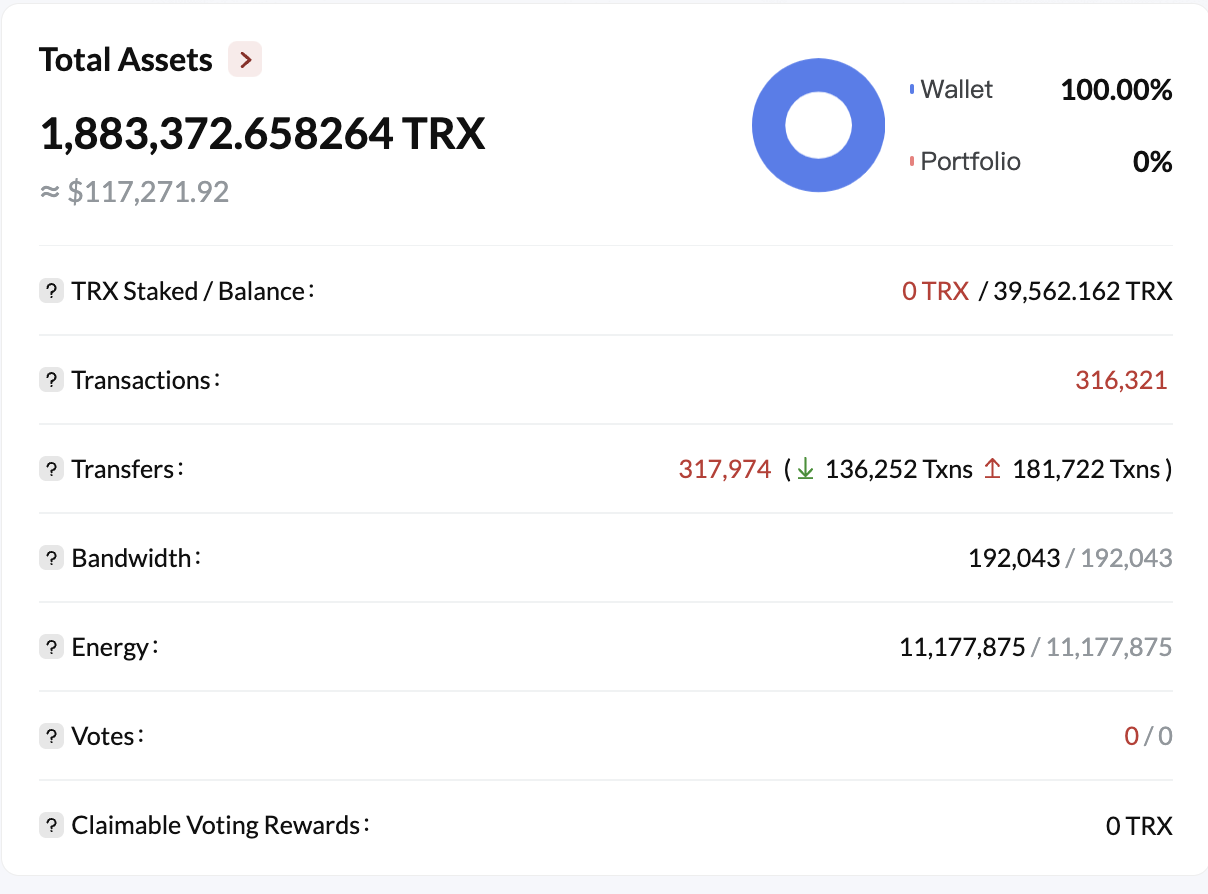 Total Assets >
1,883,372.658264 TRX
≈ $117,271.92
Wallet 100.00%
Portfolio 0%
? TRX Staked / Balance: 0 TRX / 39,562.162 TRX
? Transactions: 316,321
? Transfers: 317,974 ( ↓ 136,252 Txns ↑ 181,722 Txns )
? Bandwidth: 192,043 / 192,043
? Energy: 11,177,875 / 11,177,875
? Votes: 0 / 0
? Claimable Voting Rewards: 0 TRX